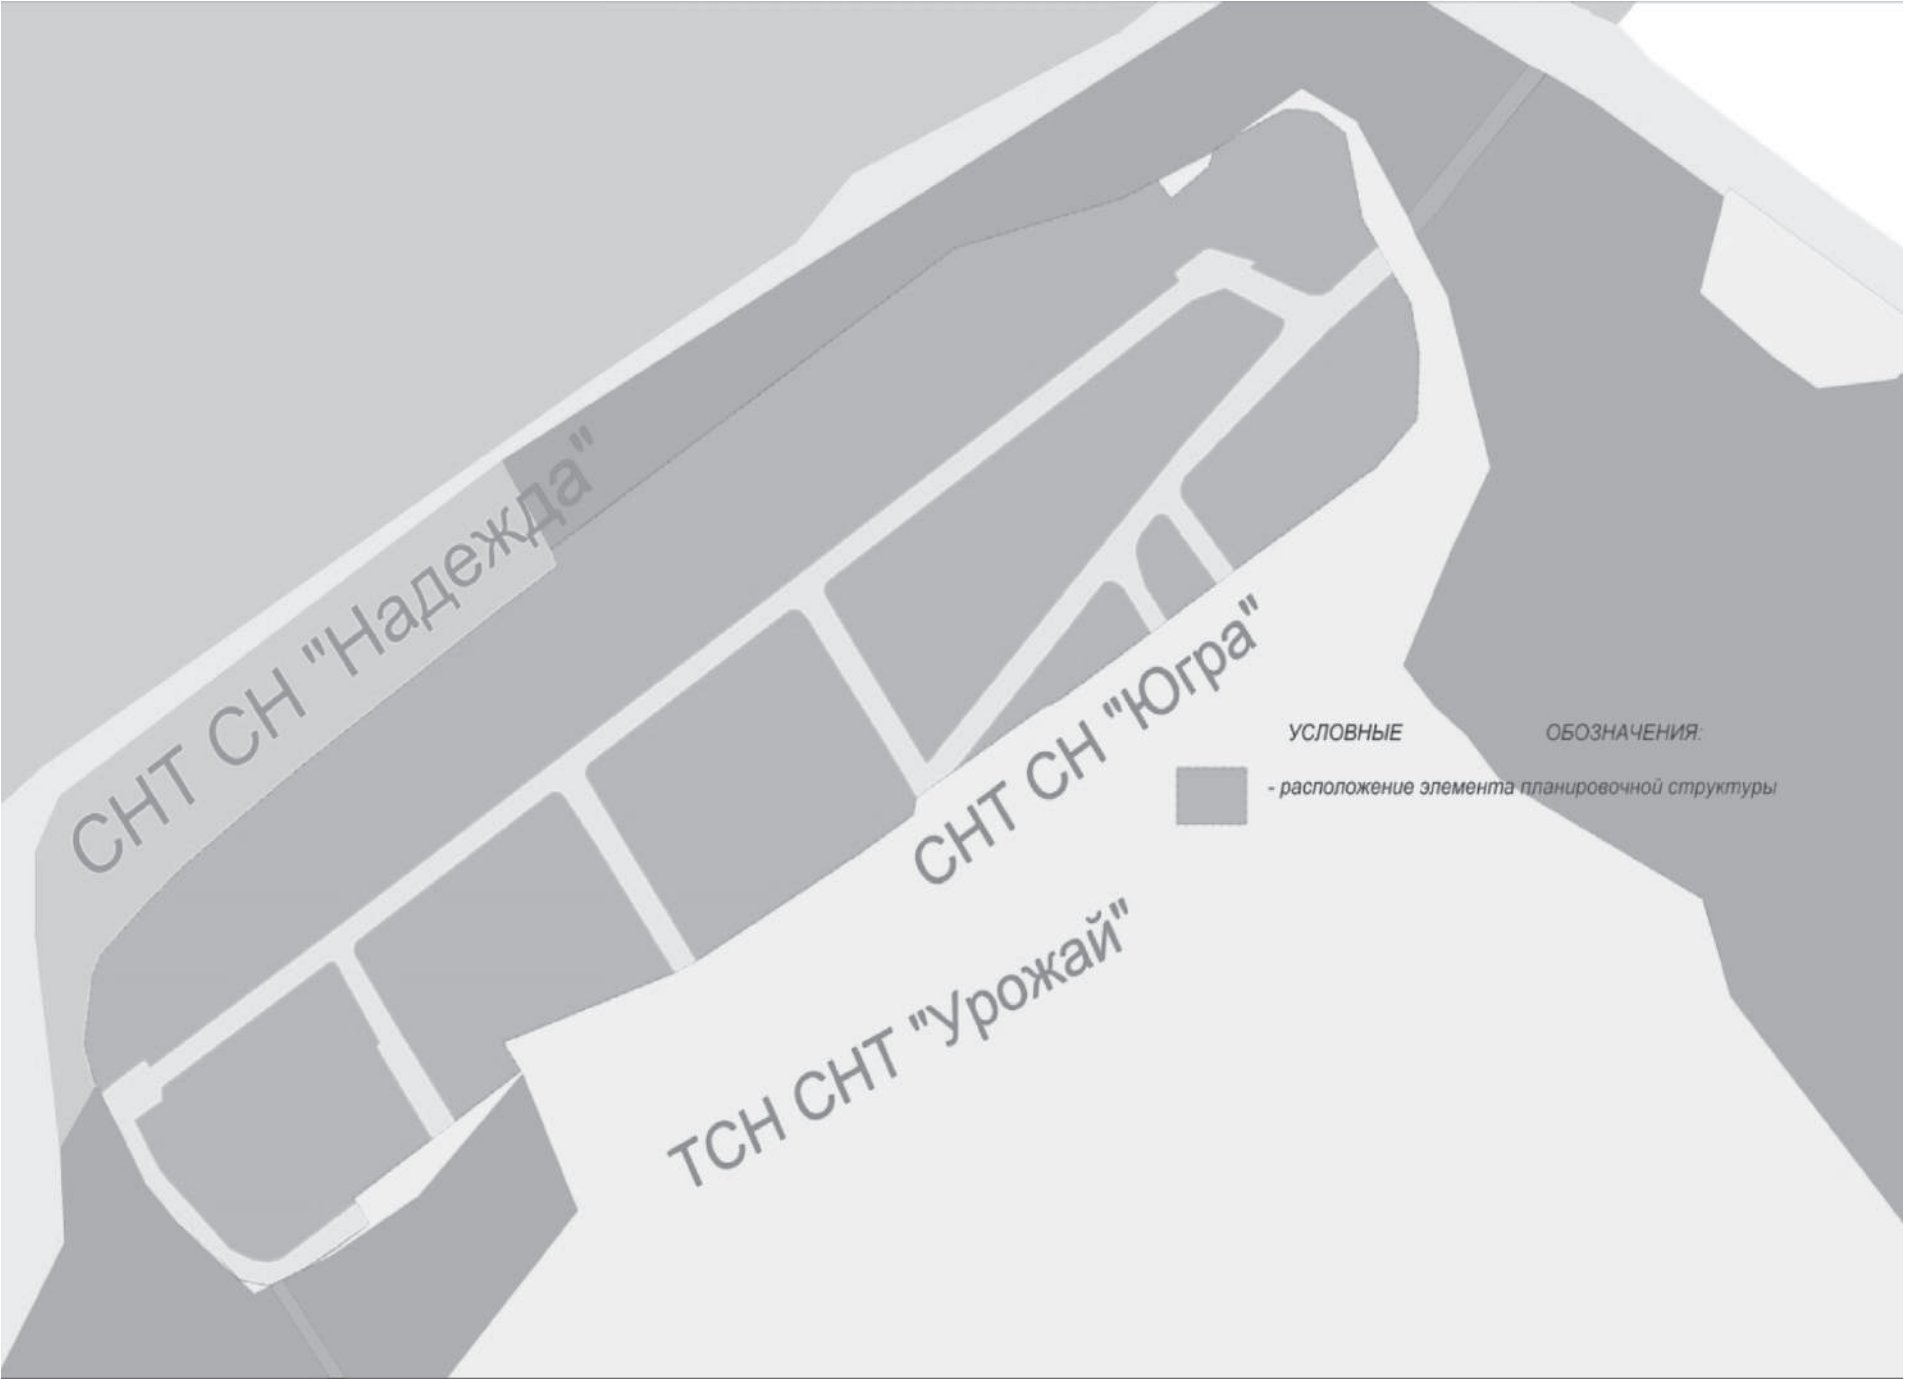 СНТ СН "Надежда"
СНТ СН "Югра"
УСЛОВНЫЕ ОБОЗНАЧЕНИЯ:
- расположение элемента планировочной структуры
ТСН СНТ "Урожай"